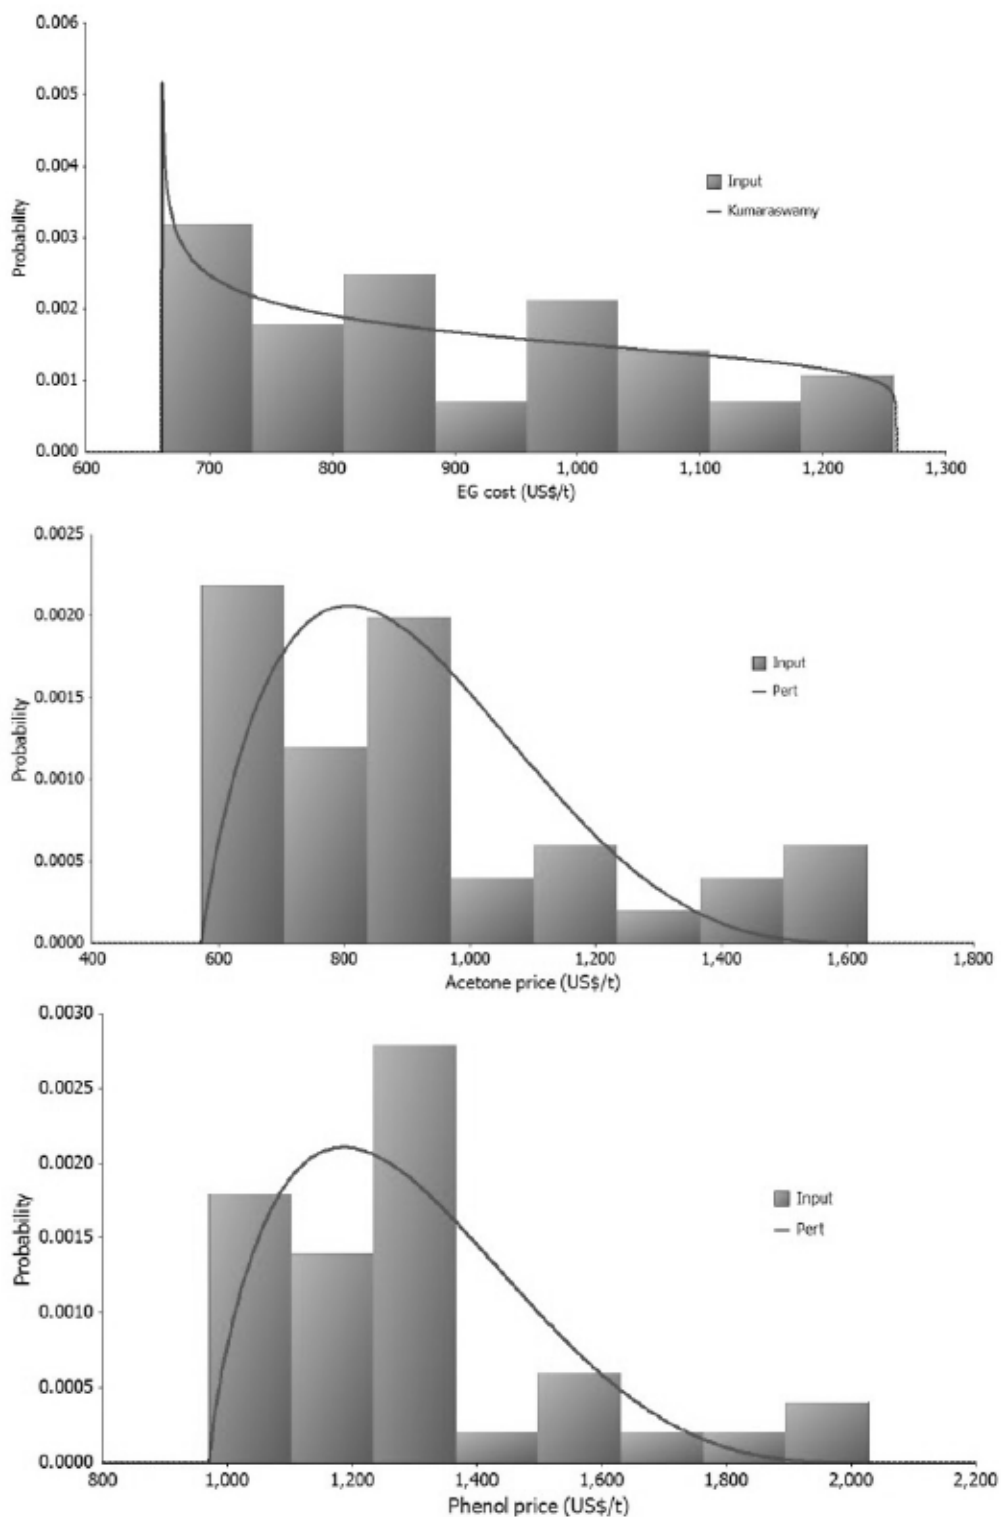 0.006
0.005
0.004
0.003
0.002
0.001
0.000
Probability
Input
Kumaraswamy
600 700 800 900 1,000 1,100 1,200 1,300
EG cost (US$/t)
0.0025
0.0020
0.0015
0.0010
0.0005
0.0000
Probability
Input
Pert
400 600 800 1,000 1,200 1,400 1,600 1,800
Acetone price (US$/t)
0.0030
0.0025
0.0020
0.0015
0.0010
0.0005
0.0000
Probability
Input
Pert
800 1,000 1,200 1,400 1,600 1,800 2,000 2,200
Phenol price (US$/t)